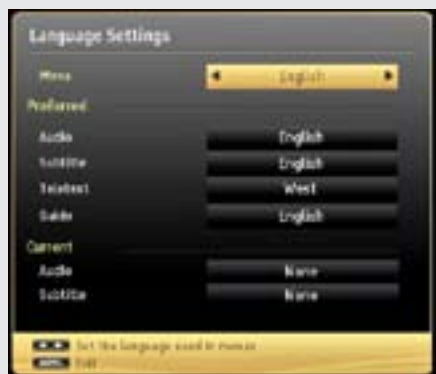 Language Settings
Menu English
Preferred
Audio English
Subtitle English
Teletext West
Guide English
Current
Audio None
Subtitle None
Set the language used in menus
MENU Exit